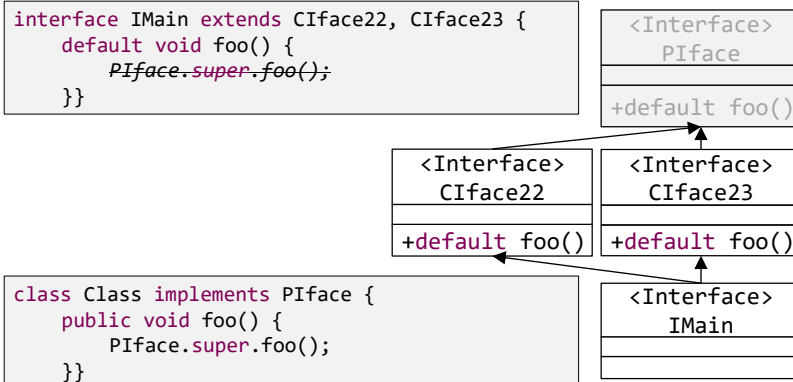 interface IMain extends CIface22, CIface23 {
    default void foo() {
        PIface.super.foo();
    }}
<Interface>
PIface
+default foo()
<Interface>
CIface22
+default foo()
<Interface>
CIface23
+default foo()
class Class implements PIface {
    public void foo() {
        PIface.super.foo();
    }}
<Interface>
IMain